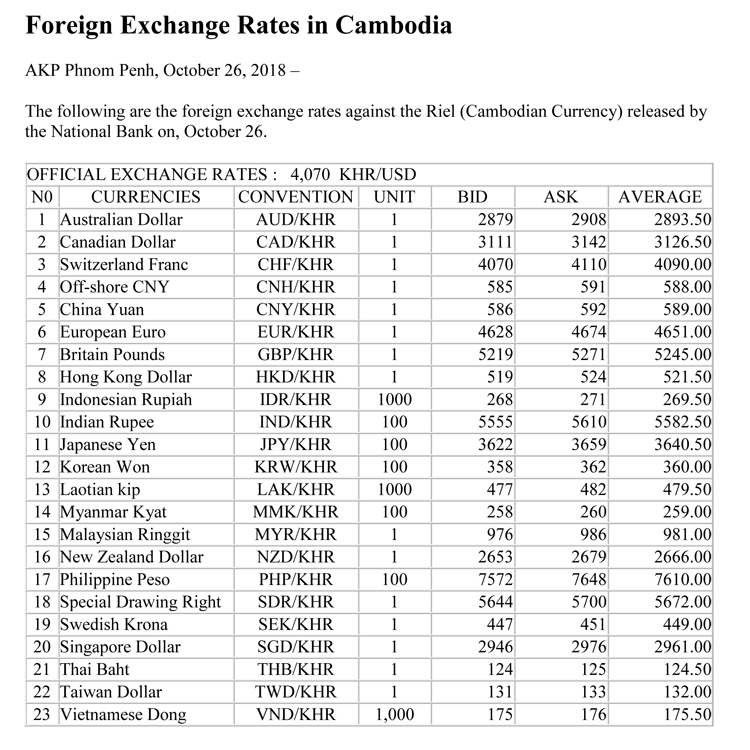 Foreign Exchange Rates in Cambodia
AKP Phnom Penh, October 26, 2018 –
The following are the foreign exchange rates against the Riel (Cambodian Currency) released by
the National Bank on, October 26.
OFFICIAL EXCHANGE RATES : 4,070 KHR/USD
N0 CURRENCIES CONVENTION UNIT BID ASK AVERAGE
1 Australian Dollar AUD/KHR 1 2879 2908 2893.50
2 Canadian Dollar CAD/KHR 1 3111 3142 3126.50
3 Switzerland Franc CHF/KHR 1 4070 4110 4090.00
4 Off-shore CNY CNH/KHR 1 585 591 588.00
5 China Yuan CNY/KHR 1 586 592 589.00
6 European Euro EUR/KHR 1 4628 4674 4651.00
7 Britain Pounds GBP/KHR 1 5219 5271 5245.00
8 Hong Kong Dollar HKD/KHR 1 519 524 521.50
9 Indonesian Rupiah IDR/KHR 1000 268 271 269.50
10 Indian Rupee IND/KHR 100 5555 5610 5582.50
11 Japanese Yen JPY/KHR 100 3622 3659 3640.50
12 Korean Won KRW/KHR 100 358 362 360.00
13 Laotian kip LAK/KHR 1000 477 482 479.50
14 Myanmar Kyat MMK/KHR 100 258 260 259.00
15 Malaysian Ringgit MYR/KHR 1 976 986 981.00
16 New Zealand Dollar NZD/KHR 1 2653 2679 2666.00
17 Philippine Peso PHP/KHR 100 7572 7648 7610.00
18 Special Drawing Right SDR/KHR 1 5644 5700 5672.00
19 Swedish Krona SEK/KHR 1 447 451 449.00
20 Singapore Dollar SGD/KHR 1 2946 2976 2961.00
21 Thai Baht THB/KHR 1 124 125 124.50
22 Taiwan Dollar TWD/KHR 1 131 133 132.00
23 Vietnamese Dong VND/KHR 1,000 175 176 175.50